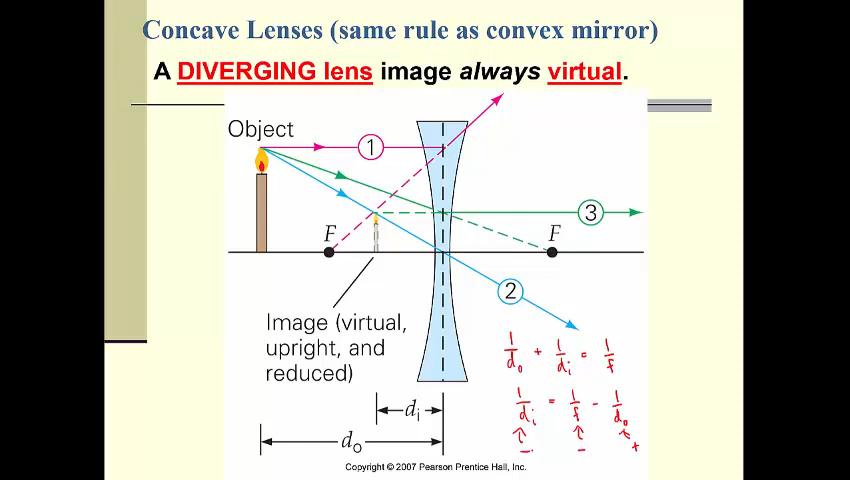 Concave Lenses (same rule as convex mirror)
A DIVERGING lens image always virtual.
Object
1
3
F
F
2
Image (virtual,
upright, and
reduced)
1/dₒ + 1/dᵢ = 1/f
1/dᵢ = 1/f - 1/dₒ
↑ ↑ ↑
- - +
dᵢ
dₒ
Copyright © 2007 Pearson Prentice Hall, Inc.